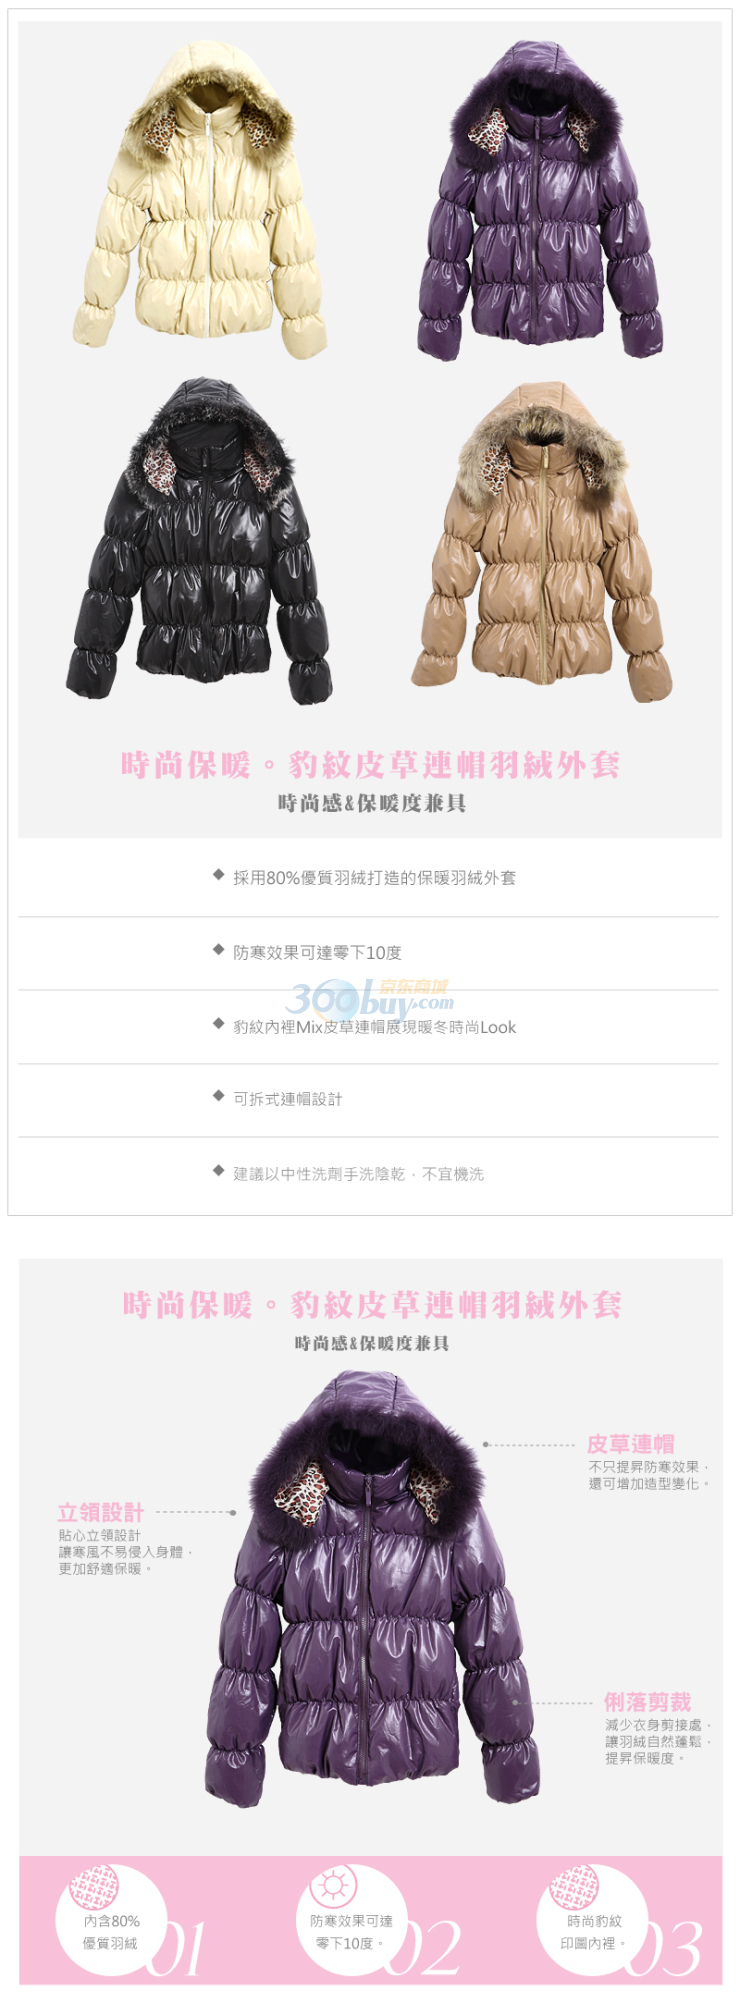 時尚保暖。豹紋皮草連帽羽絨外套
時尚感&保暖度兼具
採用80%優質羽絨打造的保暖羽絨外套
防寒效果可達零下10度
京东商城
360buy.com
豹紋內裡Mix皮草連帽展現暖冬時尚Look
可拆式連帽設計
建議以中性洗劑手洗陰乾，不宜機洗
時尚保暖。豹紋皮草連帽羽絨外套
時尚感&保暖度兼具
皮草連帽
不只提昇防寒效果，
還可增加造型變化。
立領設計
貼心立領設計
讓寒風不易侵入身體，
更加舒適保暖。
俐落剪裁
減少衣身剪接處，
讓羽絨自然蓬鬆，
提昇保暖度。
內含80%
優質羽絨
01
防寒效果可達
零下10度。
02
時尚豹紋
印圖內裡。
03